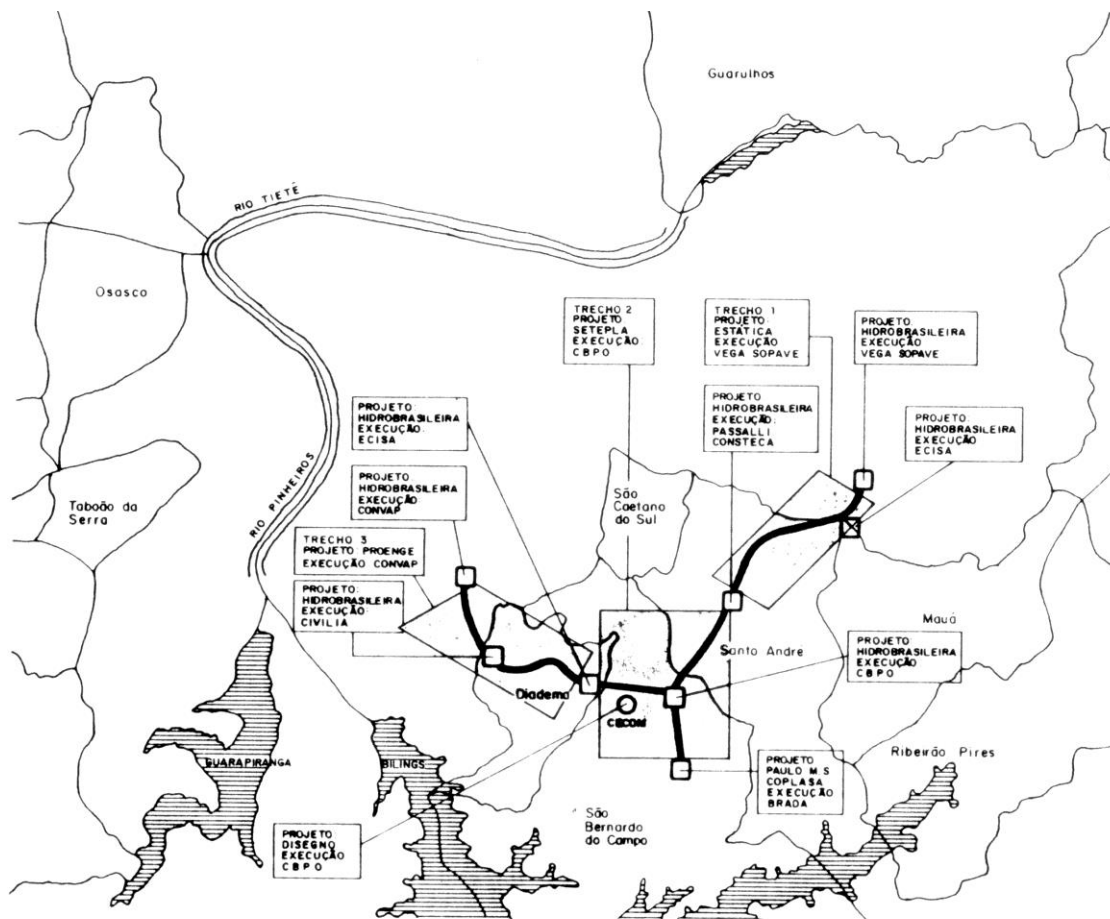 Guarulhos
RIO TIETÊ
Osasco
TRECHO 2
PROJETO
SETEPLA
EXECUÇÃO:
CBPO
TRECHO 1
PROJETO:
ESTÁTICA
EXECUÇÃO
VEGA SOPAVE
PROJETO:
HIDROBRASILEIRA
EXECUÇÃO
VEGA SOPAVE
PROJETO:
HIDROBRASILEIRA
EXECUÇÃO:
ECISA
PROJETO
HIDROBRASILEIRA
EXECUÇÃO:
PASSALLI
CONSTECA
PROJETO:
HIDROBRASILEIRA
EXECUÇÃO
ECISA
PROJETO
HIDROBRASILEIRA
EXECUÇÃO
CONVAP
São
Caetano
do Sul
Taboão da
Serra
RIO PINHEIROS
TRECHO 3
PROJETO PROENGE
EXECUÇÃO CONVAP
PROJETO:
HIDROBRASILEIRA
EXECUÇÃO:
CIVILIA
Mauá
Santo André
PROJETO
HIDROBRASILEIRA
EXECUÇÃO
CBPO
Diadema
CECOM
GUARAPIRANGA
BILINGS
Ribeirão Pires
PROJETO
PAULO M.S
COPLASA
EXECUÇÃO
BRADA
São
Bernardo
do Campo
PROJETO
DISEGNO
EXECUÇÃO
CBPO